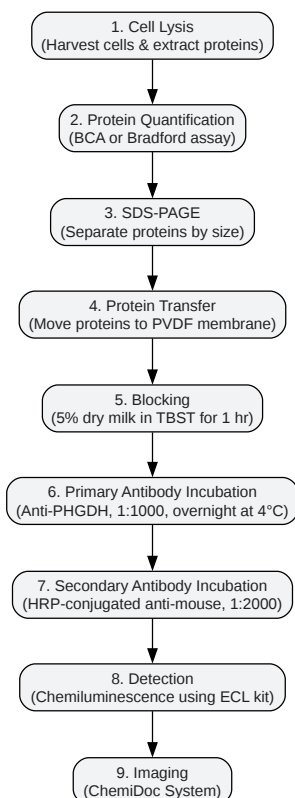 1. Cell Lysis
(Harvest cells & extract proteins)
2. Protein Quantification
(BCA or Bradford assay)
3. SDS-PAGE
(Separate proteins by size)
4. Protein Transfer
(Move proteins to PVDF membrane)
5. Blocking
(5% dry milk in TBST for 1 hr)
6. Primary Antibody Incubation
(Anti-PHGDH, 1:1000, overnight at 4°C)
7. Secondary Antibody Incubation
(HRP-conjugated anti-mouse, 1:2000)
8. Detection
(Chemiluminescence using ECL kit)
9. Imaging
(ChemiDoc System)